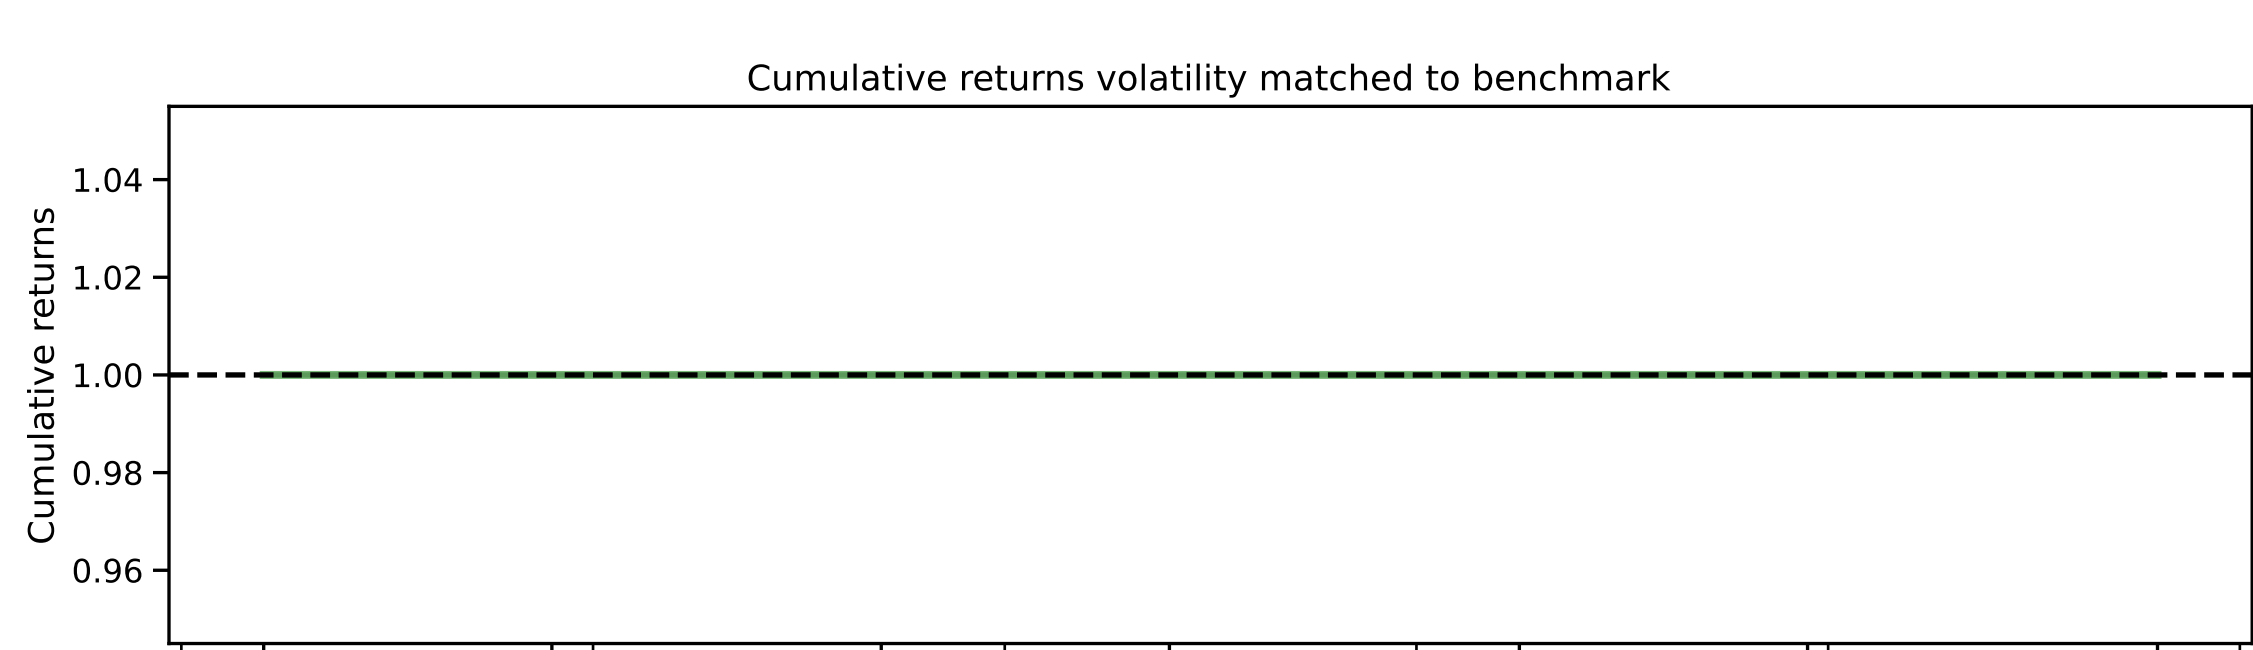 Cumulative returns volatility matched to benchmark
Cumulative returns
1.04
1.02
1.00
0.98
0.96